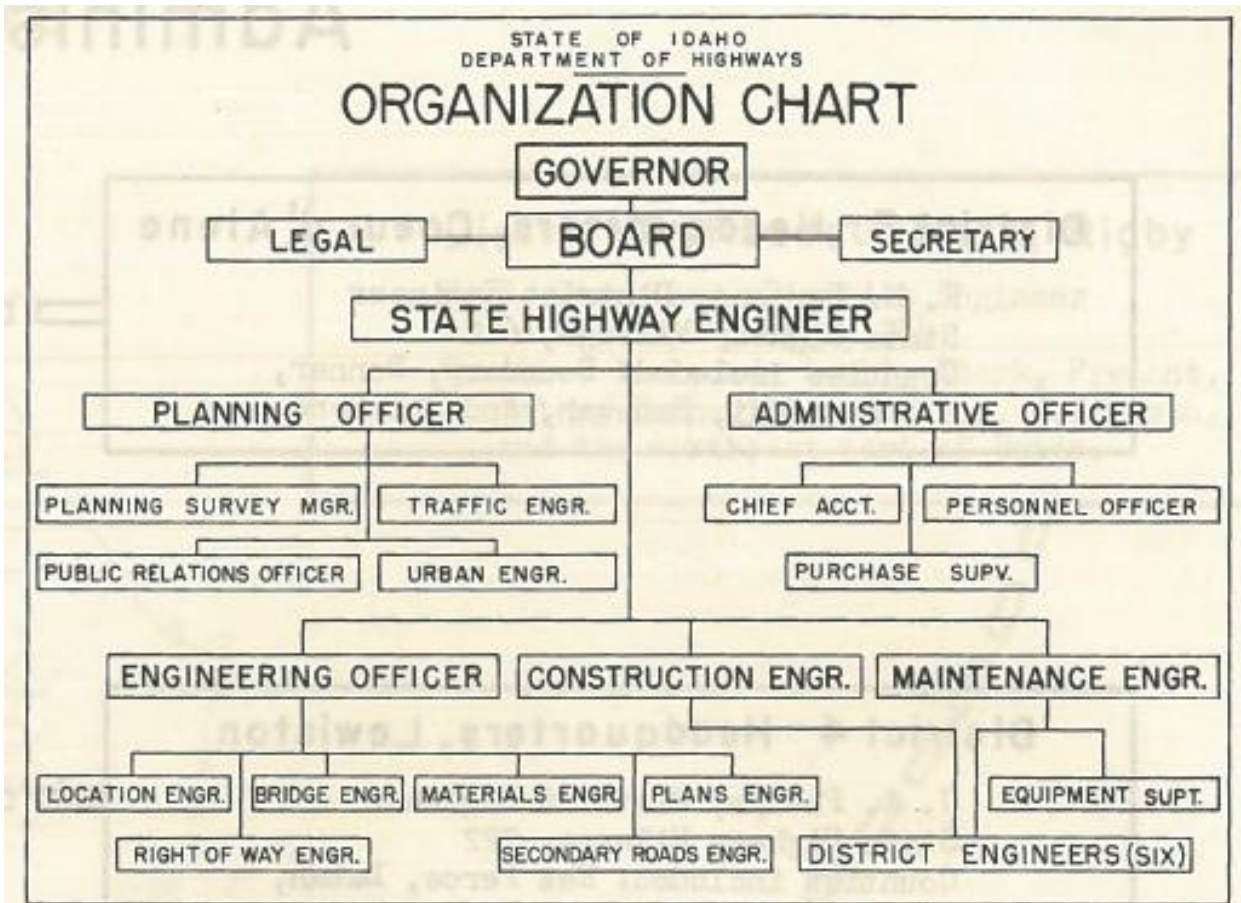 STATE OF IDAHO
DEPARTMENT OF HIGHWAYS
ORGANIZATION CHART
GOVERNOR
LEGAL
BOARD
SECRETARY
STATE HIGHWAY ENGINEER
PLANNING OFFICER
ADMINISTRATIVE OFFICER
PLANNING SURVEY MGR.
TRAFFIC ENGR.
CHIEF ACCT.
PERSONNEL OFFICER
PUBLIC RELATIONS OFFICER
URBAN ENGR.
PURCHASE SUPV.
ENGINEERING OFFICER
CONSTRUCTION ENGR.
MAINTENANCE ENGR.
LOCATION ENGR.
BRIDGE ENGR.
MATERIALS ENGR.
PLANS ENGR.
EQUIPMENT SUPT.
RIGHT OF WAY ENGR.
SECONDARY ROADS ENGR.
DISTRICT ENGINEERS (SIX)